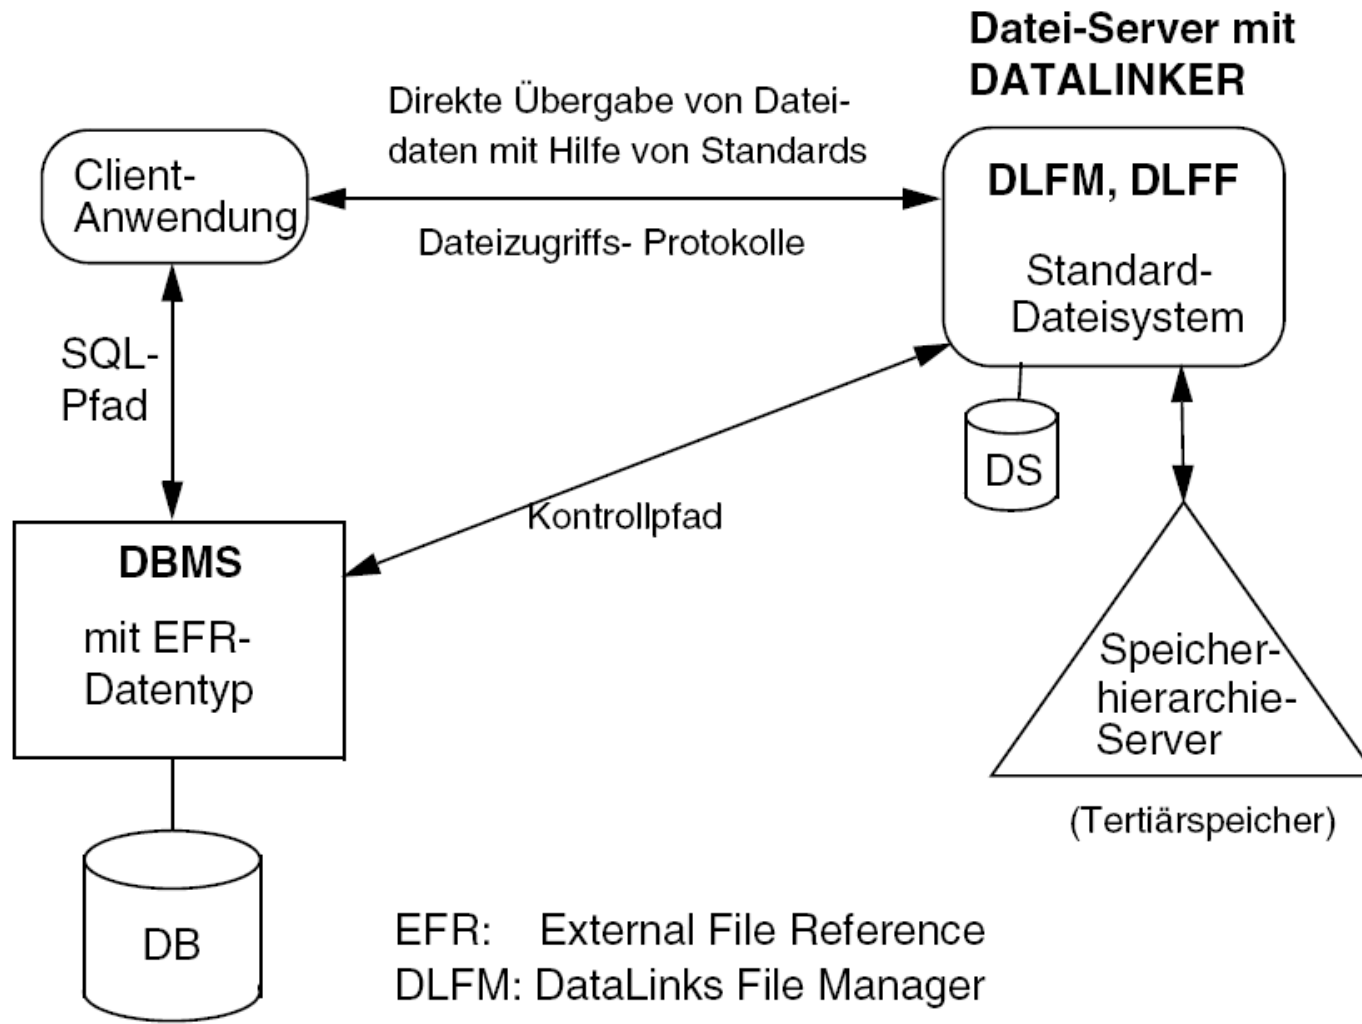 Datei-Server mit
DATALINKER
Direkte Übergabe von Datei-
daten mit Hilfe von Standards
Client-
Anwendung
DLFM, DLFF
Dateizugriffs- Protokolle
Standard-
Dateisystem
SQL-
Pfad
DS
Kontrollpfad
DBMS
mit EFR-
Datentyp
Speicher-
hierarchie-
Server
(Tertiärspeicher)
DB
EFR: External File Reference
DLFM: DataLinks File Manager